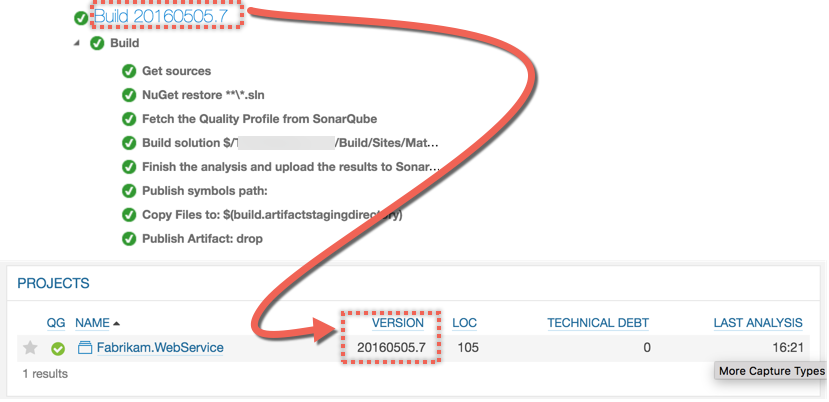 Build 20160505.7
Build
Get sources
NuGet restore **\*.sln
Fetch the Quality Profile from SonarQube
Build solution $/ /Build/Sites/Mat...
Finish the analysis and upload the results to Sonar...
Publish symbols path:
Copy Files to: $(build.artifactstagingdirectory)
Publish Artifact: drop
PROJECTS
QG NAME VERSION LOC TECHNICAL DEBT LAST ANALYSIS
Fabrikam.WebService 20160505.7 105 0 16:21
1 results
More Capture Types